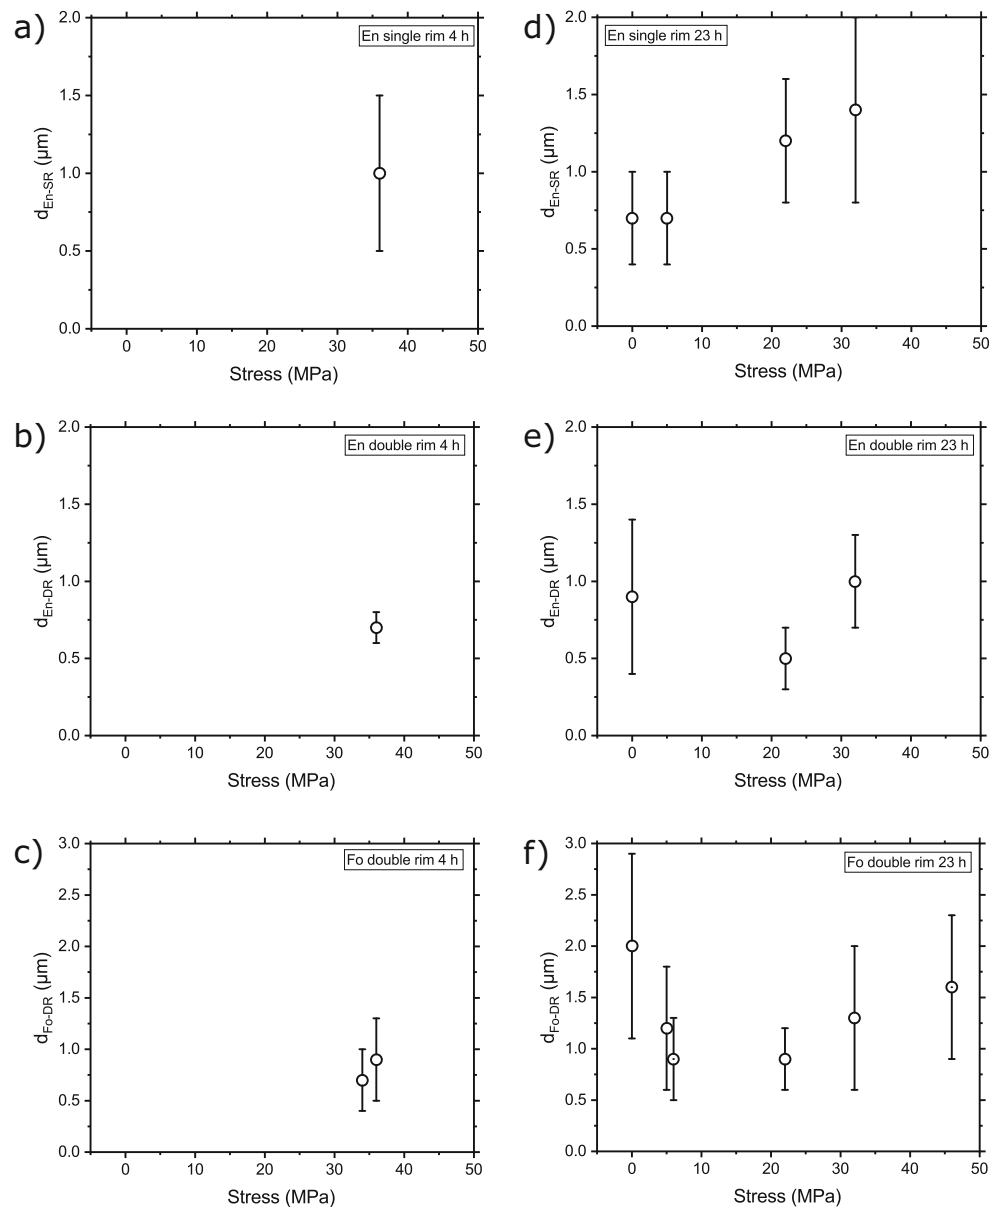 a)
En single rim 4 h
2.0
1.5
1.0
0.5
0.0
d_En-SR (µm)
0 10 20 30 40 50
Stress (MPa)
d)
En single rim 23 h
2.0
1.5
1.0
0.5
0.0
d_En-SR (µm)
0 10 20 30 40 50
Stress (MPa)
b)
En double rim 4 h
2.0
1.5
1.0
0.5
0.0
d_En-DR (µm)
0 10 20 30 40 50
Stress (MPa)
e)
En double rim 23 h
2.0
1.5
1.0
0.5
0.0
d_En-DR (µm)
0 10 20 30 40 50
Stress (MPa)
c)
Fo double rim 4 h
3.0
2.5
2.0
1.5
1.0
0.5
0.0
d_Fo-DR (µm)
0 10 20 30 40 50
Stress (MPa)
f)
Fo double rim 23 h
3.0
2.5
2.0
1.5
1.0
0.5
0.0
d_Fo-DR (µm)
0 10 20 30 40 50
Stress (MPa)